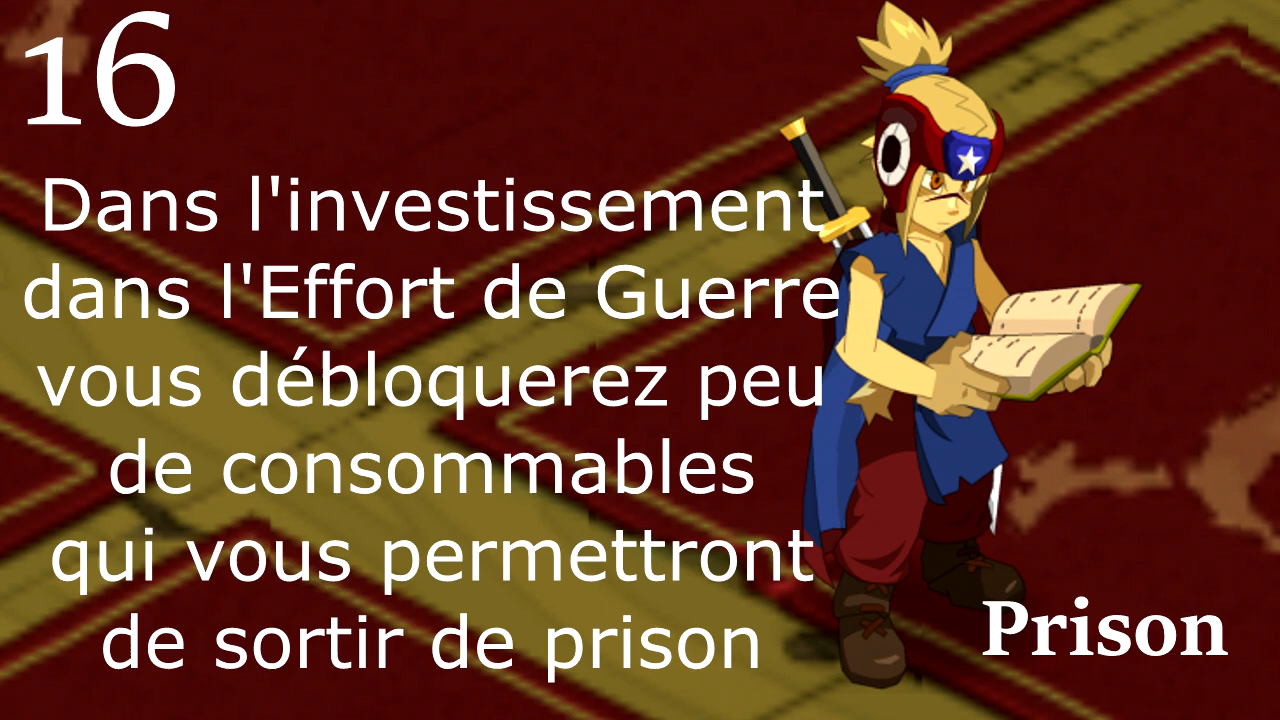 16
Dans l'investissement
dans l'Effort de Guerre
vous débloquerez peu
de consommables
qui vous permettront
de sortir de prison
Prison